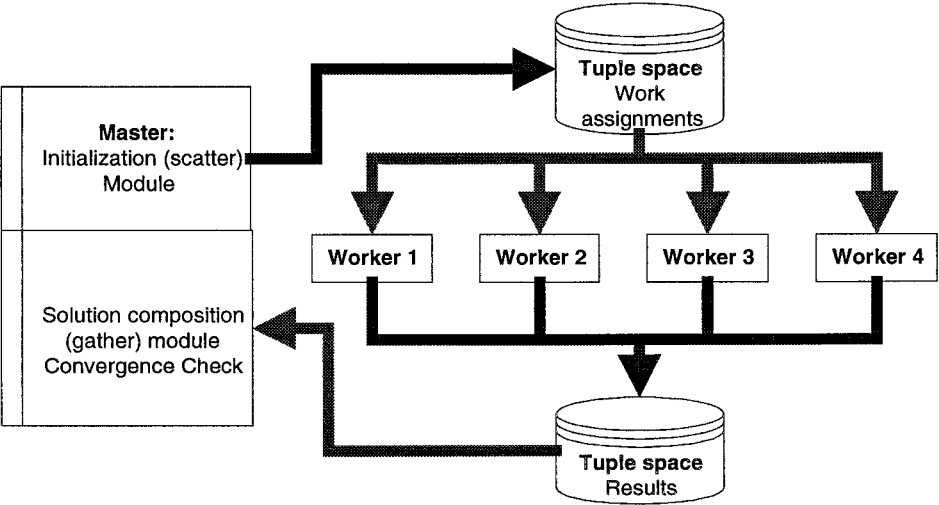 Tuple space
Work
assignments
Master:
Initialization (scatter)
Module
Worker 1
Worker 2
Worker 3
Worker 4
Solution composition
(gather) module
Convergence Check
Tuple space
Results